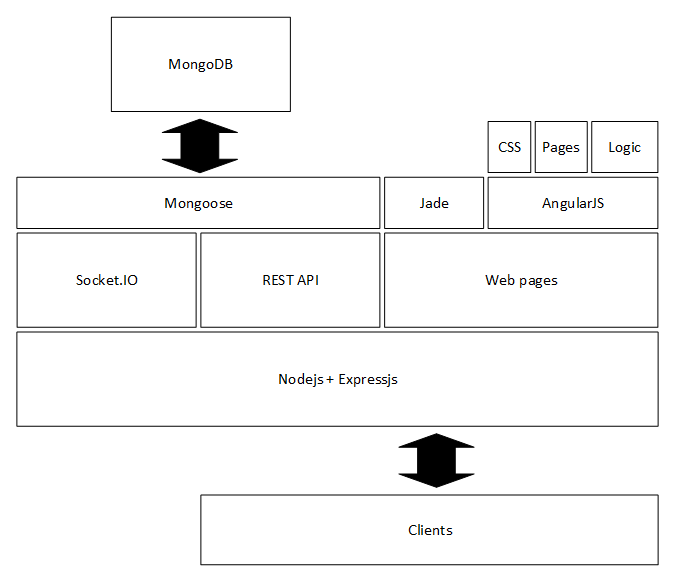 MongoDB
CSS
Pages
Logic
Mongoose
Jade
AngularJS
Socket.IO
REST API
Web pages
Nodejs + Expressjs
Clients